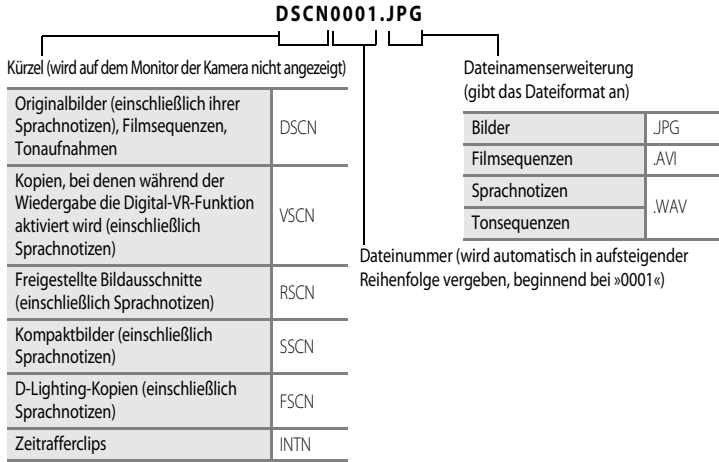 DSCN0001.JPG
Kürzel (wird auf dem Monitor der Kamera nicht angezeigt)
Originalbilder (einschließlich ihrer
Sprachnotizen), Filmsequenzen,
Tonaufnahmen
DSCN
Kopien, bei denen während der
Wiedergabe die Digital-VR-Funktion
aktiviert wird (einschließlich
Sprachnotizen)
VSCN
Freigestellte Bildausschnitte
(einschließlich Sprachnotizen)
RSCN
Kompaktbilder (einschließlich
Sprachnotizen)
SSCN
D-Lighting-Kopien (einschließlich
Sprachnotizen)
FSCN
Zeitrafferclips
INTN
Dateinamenserweiterung
(gibt das Dateiformat an)
Bilder
.JPG
Filmsequenzen
.AVI
Sprachnotizen
.WAV
Tonsequenzen
Dateinummer (wird automatisch in aufsteigender
Reihenfolge vergeben, beginnend bei »0001«)